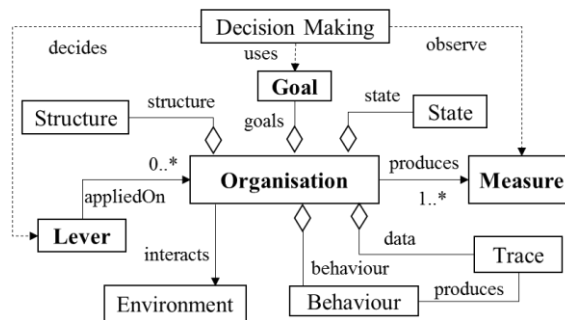 Decision Making
decides
uses
observe
Goal
structure
state
Structure
goals
State
0..*
produces
Organisation
Measure
appliedOn
1..*
Lever
data
interacts
Trace
behaviour
produces
Environment
Behaviour